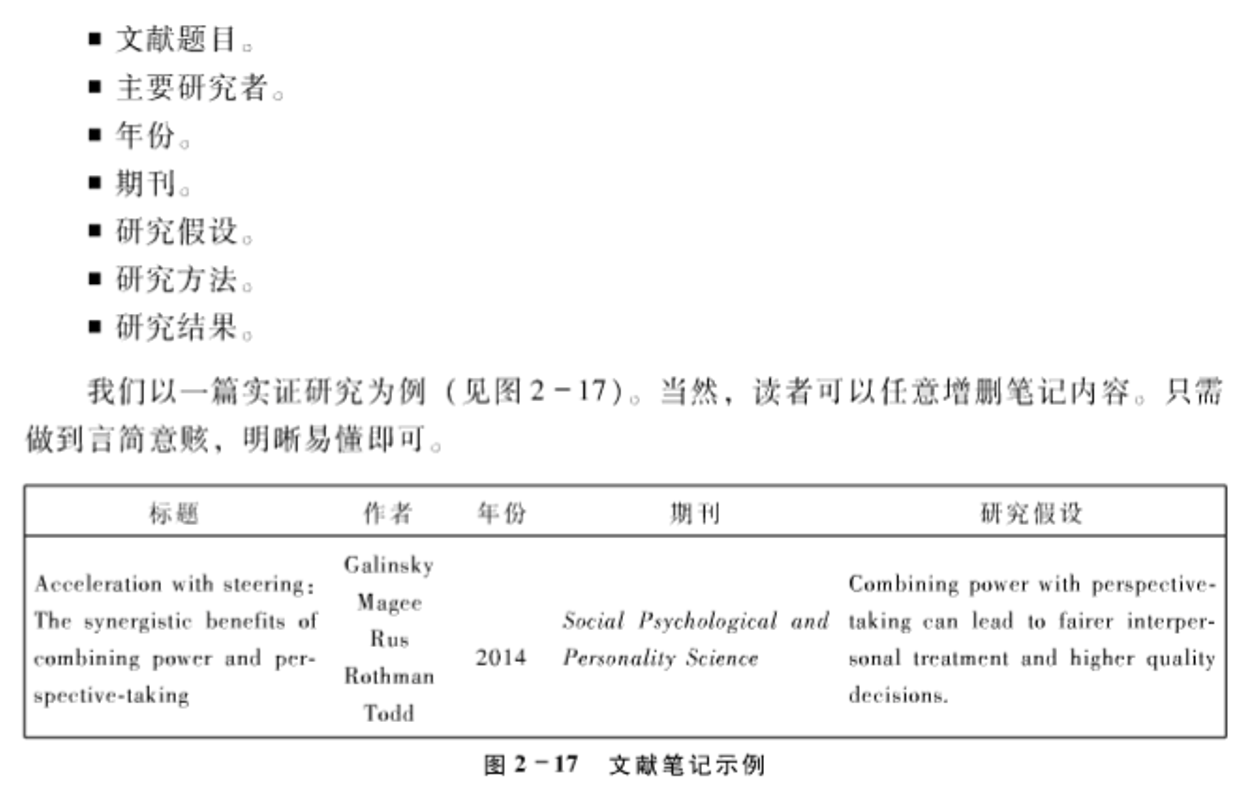 ■ 文献题目。
■ 主要研究者。
■ 年份。
■ 期刊。
■ 研究假设。
■ 研究方法。
■ 研究结果。
我们以一篇实证研究为例（见图2-17）。当然，读者可以任意增删笔记内容。只需
做到言简意赅，明晰易懂即可。
标题 作者 年份 期刊 研究假设
Acceleration with steering:
The synergistic benefits of
combining power and per-
spective-taking
Galinsky
Magee
Rus
Rothman
Todd
2014
Social Psychological and
Personality Science
Combining power with perspective-
taking can lead to fairer interper-
sonal treatment and higher quality
decisions.
图2-17 文献笔记示例